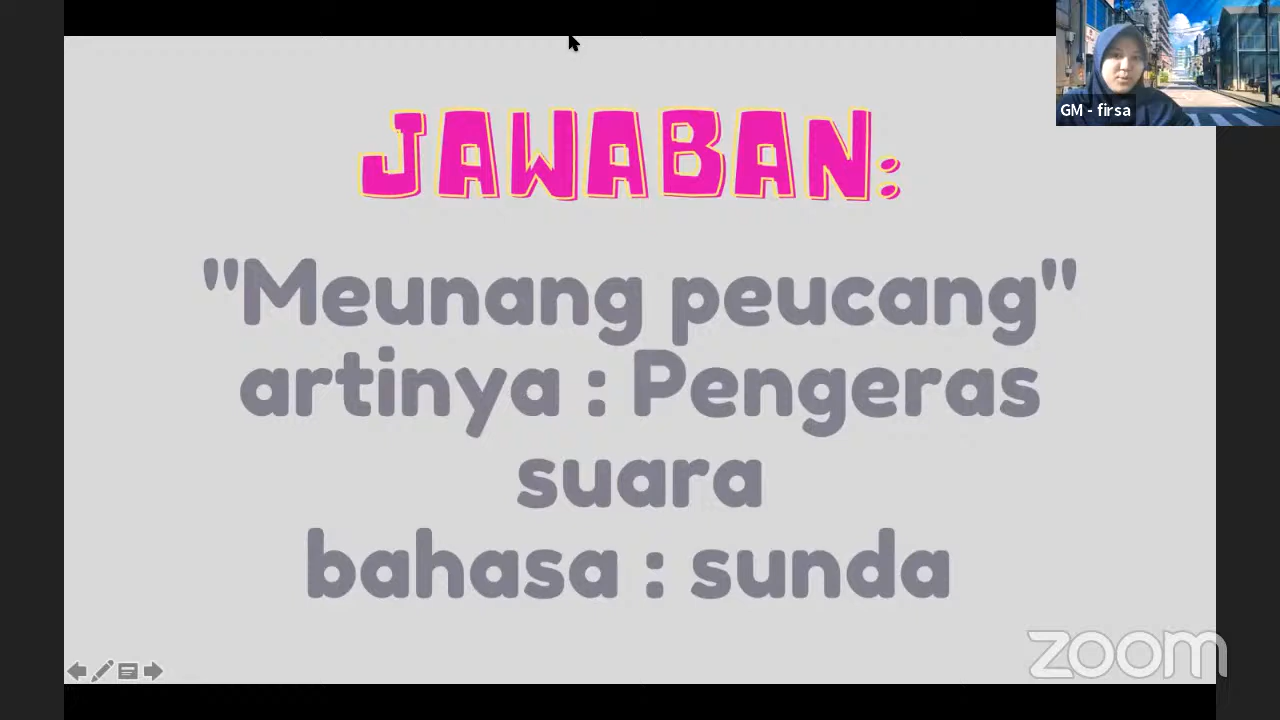 GM - firsa
JAWABAN:
"Meunang peucang"
artinya : Pengeras
suara
bahasa : sunda
zoom